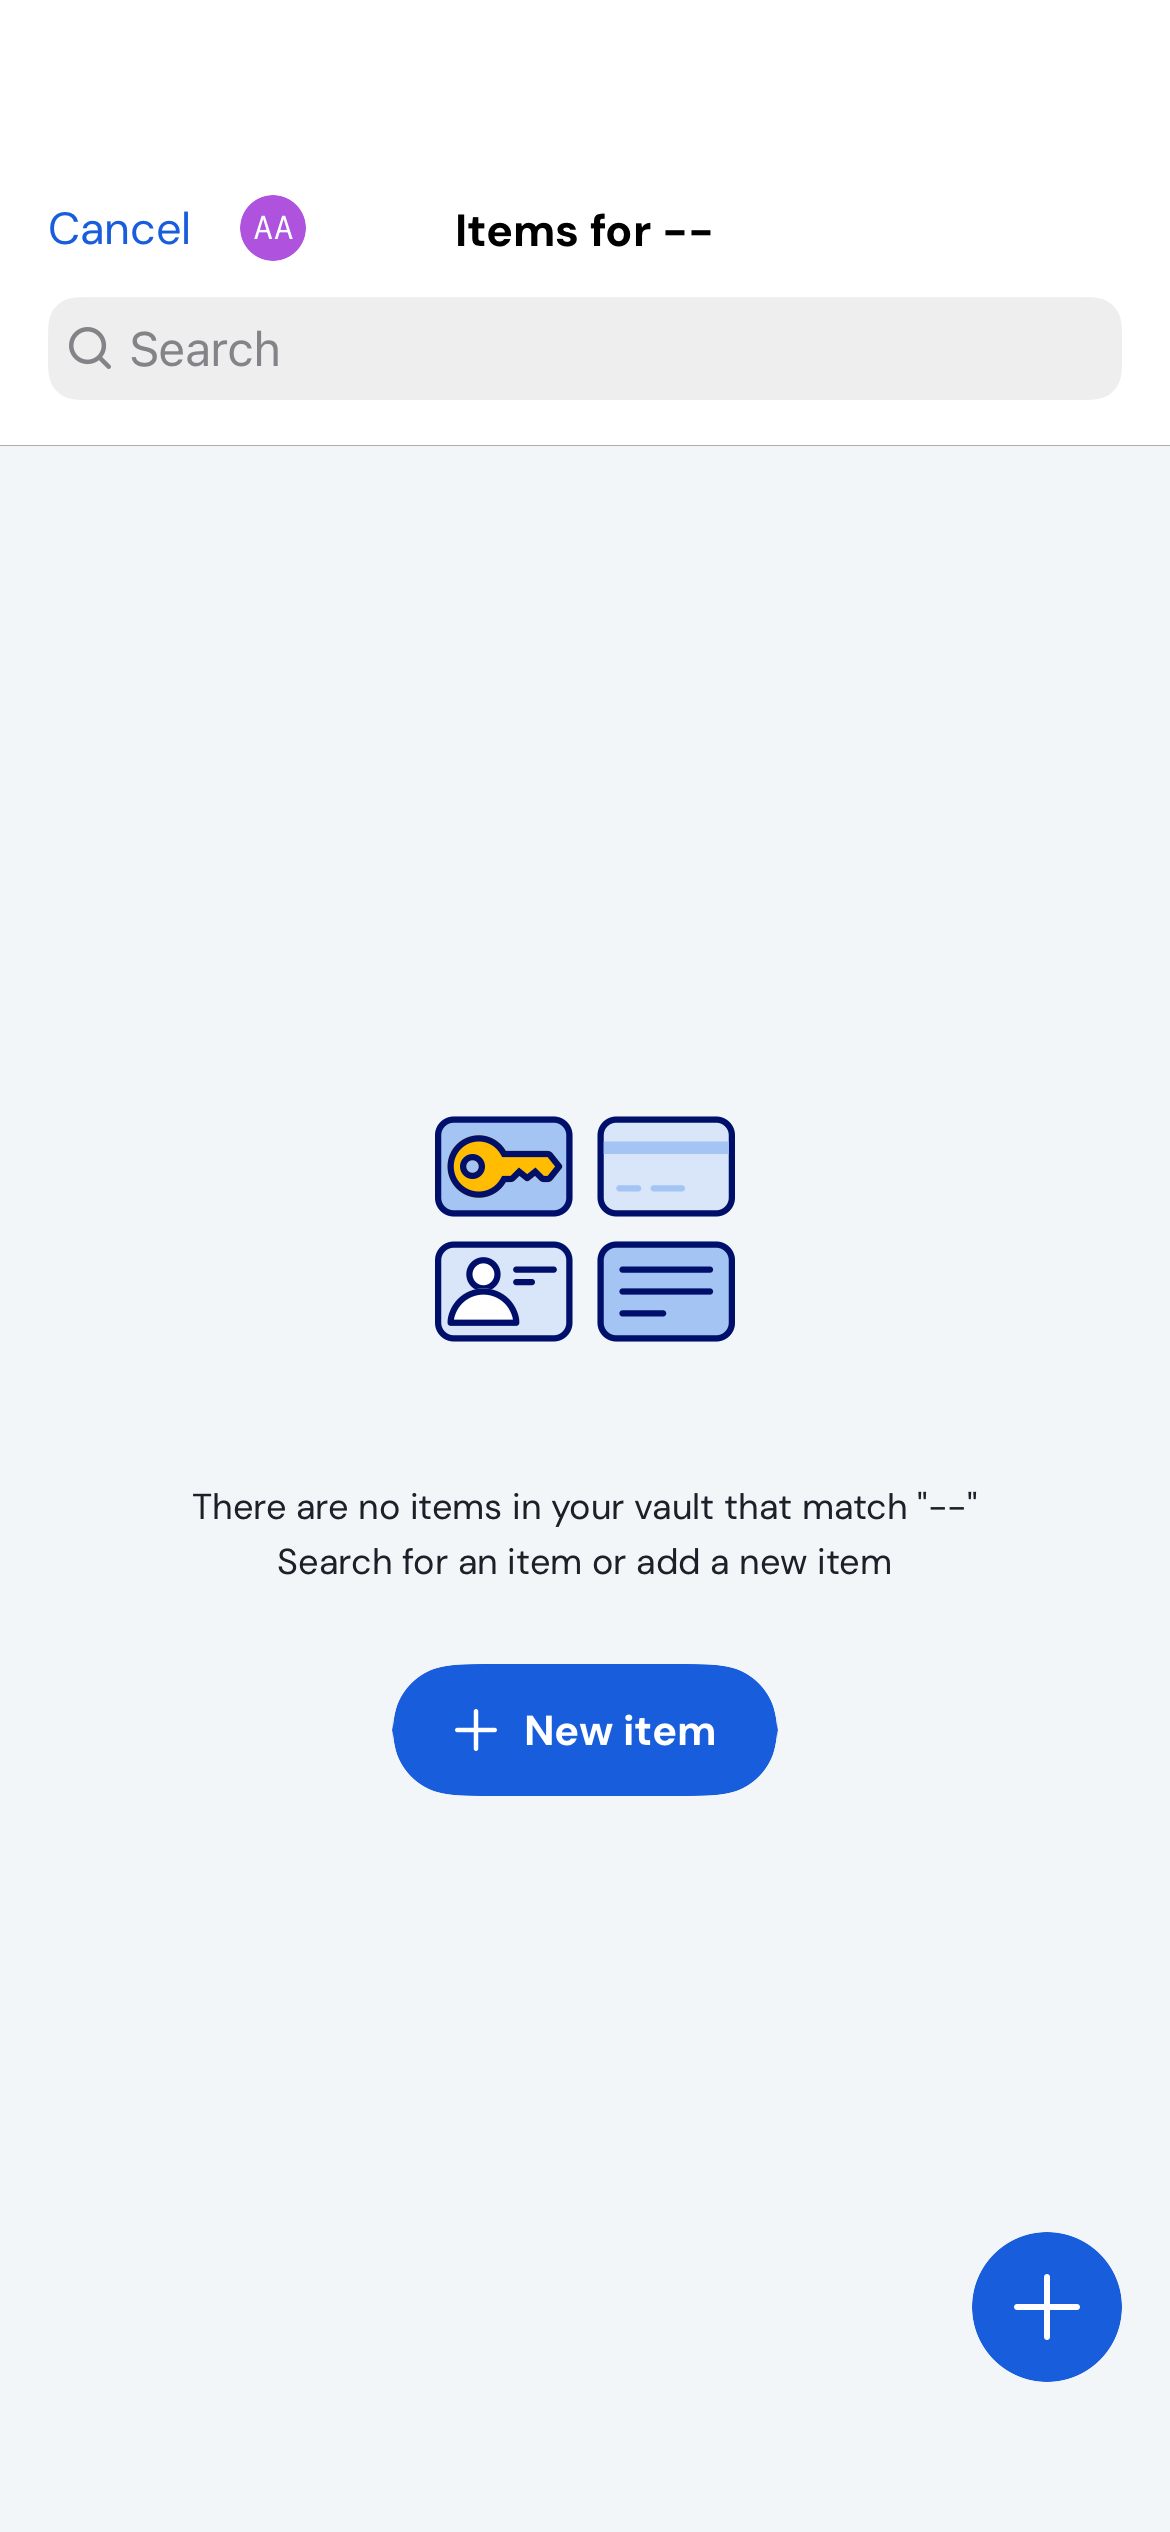 Cancel AA Items for --
Search
There are no items in your vault that match "--"
Search for an item or add a new item
New item